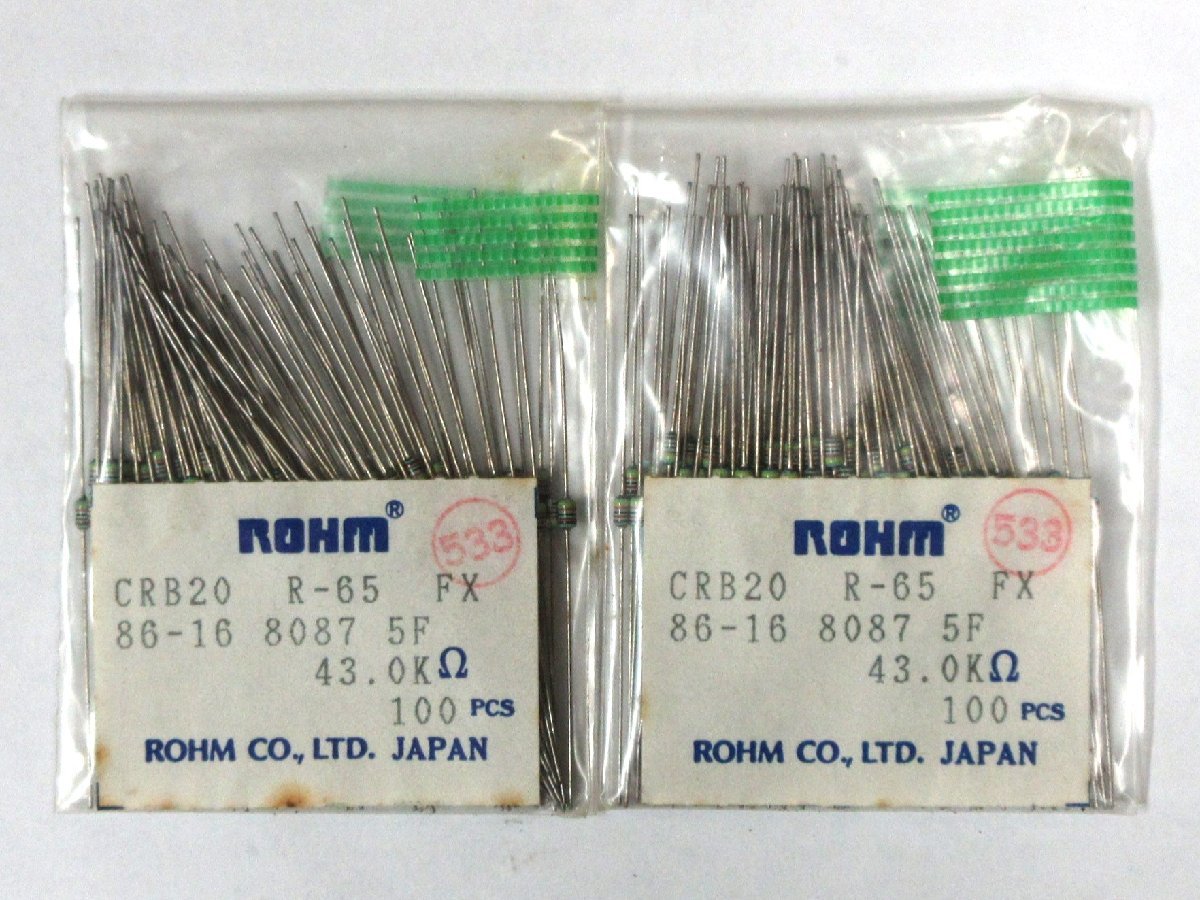 ROHM®
533
CRB20 R-65 FX
86-16 8087 5F
43.0KΩ
100 PCS
ROHM CO., LTD. JAPAN
ROHM®
533
CRB20 R-65 FX
86-16 8087 5F
43.0KΩ
100 PCS
ROHM CO., LTD. JAPAN